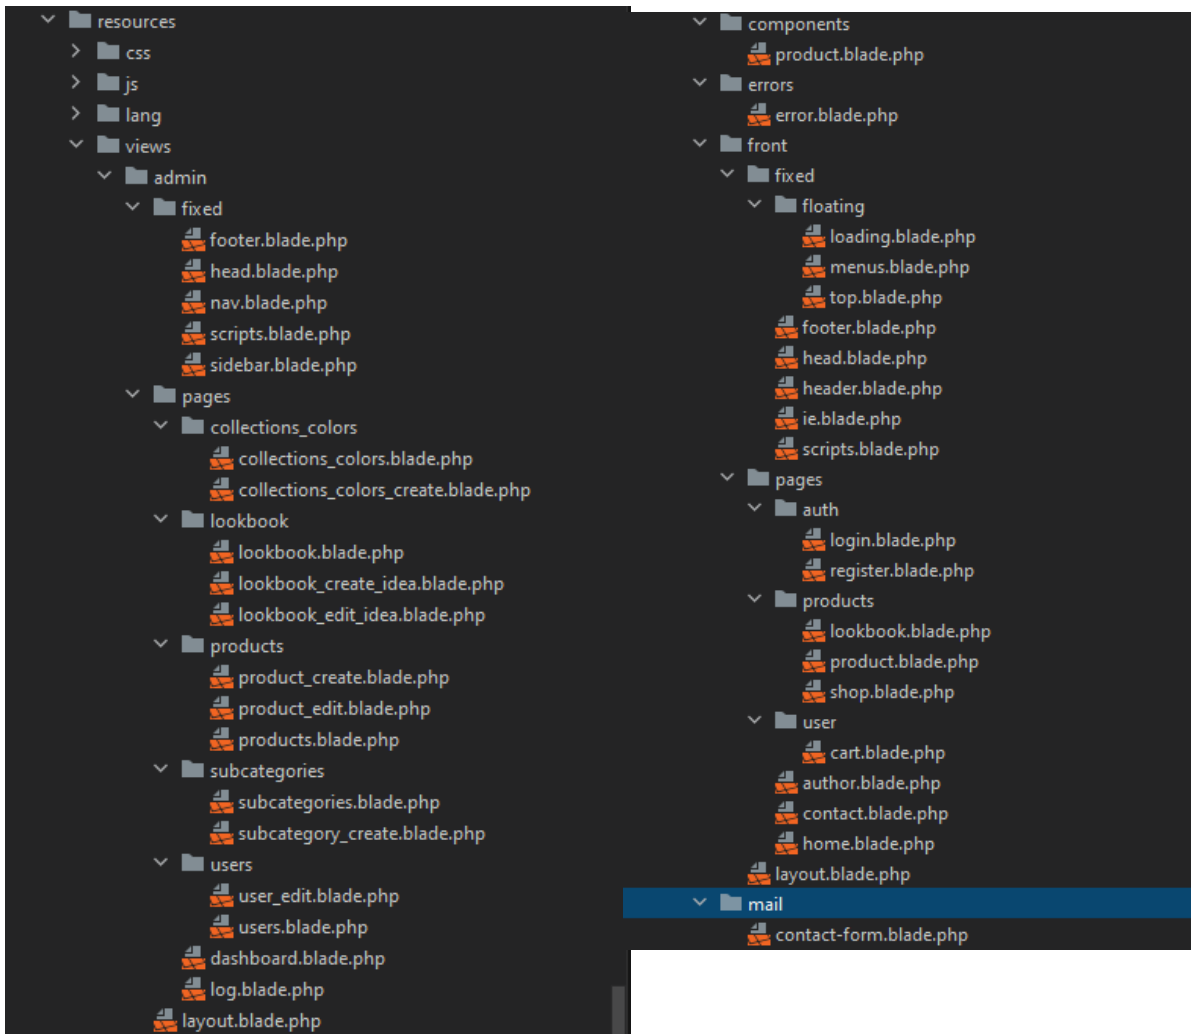 resources
css
js
lang
views
admin
fixed
footer.blade.php
head.blade.php
nav.blade.php
scripts.blade.php
sidebar.blade.php
pages
collections_colors
collections_colors.blade.php
collections_colors_create.blade.php
lookbook
lookbook.blade.php
lookbook_create_idea.blade.php
lookbook_edit_idea.blade.php
products
product_create.blade.php
product_edit.blade.php
products.blade.php
subcategories
subcategories.blade.php
subcategory_create.blade.php
users
user_edit.blade.php
users.blade.php
dashboard.blade.php
log.blade.php
layout.blade.php
components
product.blade.php
errors
error.blade.php
front
fixed
floating
loading.blade.php
menus.blade.php
top.blade.php
footer.blade.php
head.blade.php
header.blade.php
ie.blade.php
scripts.blade.php
pages
auth
login.blade.php
register.blade.php
products
lookbook.blade.php
product.blade.php
shop.blade.php
user
cart.blade.php
author.blade.php
contact.blade.php
home.blade.php
layout.blade.php
mail
contact-form.blade.php